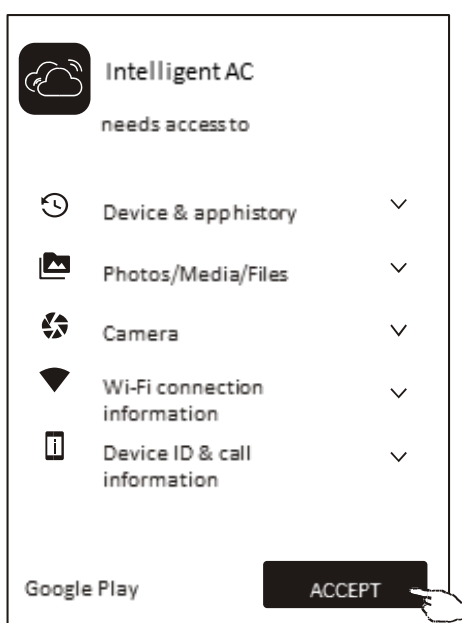 Intelligent AC
needs access to
Device & app history
Photos/Media/Files
Camera
Wi-Fi connection
information
Device ID & call
information
Google Play
ACCEPT